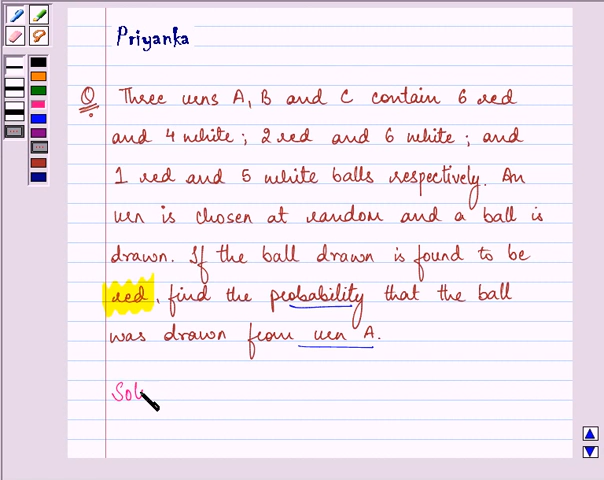 Priyanka
Q Three urns A, B and C contain 6 red
and 4 white ; 2 red and 6 white ; and
1 red and 5 white balls respectively. An
urn is chosen at random and a ball is
drawn. If the ball drawn is found to be
red, find the probability that the ball
was drawn from urn A.
Sol